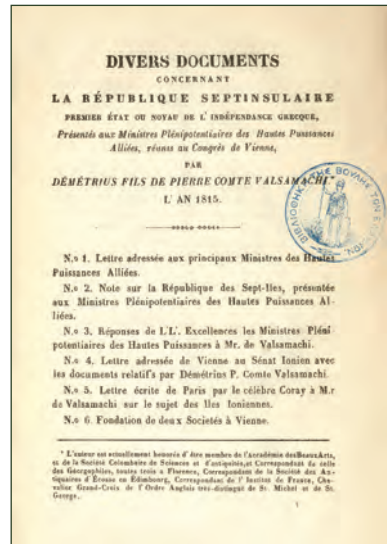 DIVERS DOCUMENTS
CONCERNANT
LA RÉPUBLIQUE SEPTINSULAIRE
PREMIER ÉTAT OU NOYAU DE L' INDÉPENDANCE GRECQUE,
Présentés aux Ministres Plénipotentiaires des Hautes Puissances
Alliées, réunis au Congrès de Vienne,
PAR
DÉMÉTRIUS FILS DE PIERRE COMTE VALSAMACHI *
L' AN 1815.
ΒΙΒΛΙΟΘΗΚΗ ΤΗΣ ΒΟΥΛΗΣ ΤΩΝ
N.o 1. Lettre adressée aux principaux Ministres des Hautes
Puissances Alliées.
N.o 2. Note sur la République des Sept-Iles, présentée
aux Ministres Plénipotentiaires des Hautes Puissances Al-
liées.
N.o 3. Réponses de L'L'. Excellences les Ministres Pléni-
potentiaires des Hautes Puissances à Mr. de Valsamachi.
N.o 4. Lettre adressée de Vienne au Sénat Ionien avec
les documents relatifs par Démétrius P. Comte Valsamachi.
N.o 5. Lettre écrite de Paris par le célèbre Coray à M.r
de Valsamachi sur le sujet des Iles Ioniennes.
N.o 6. Fondation de deux Societés à Vienne.
* L'auteur est actuellement honorée d' être membre de l'Académie des Beaux Arts,
et de la Société Colombaire de Sciences et d'antiquités, et Correspondant de celle
des Georgophiles, toutes trois a Florence, Correspondant de la Société des An-
tiquaires d'Écosse en Edimbourg, Correspondant de l' Institut de France, Che-
valier Grand-Croix de l' Ordre Anglais tres-distingué de St. Michel et de St.
George.